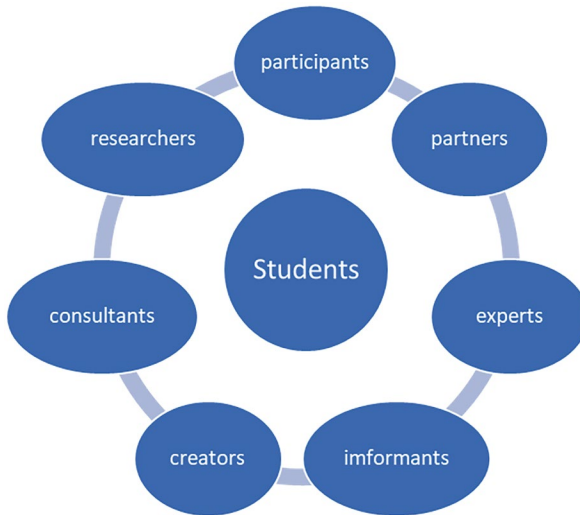 participants
partners
experts
imformants
creators
consultants
researchers
Students